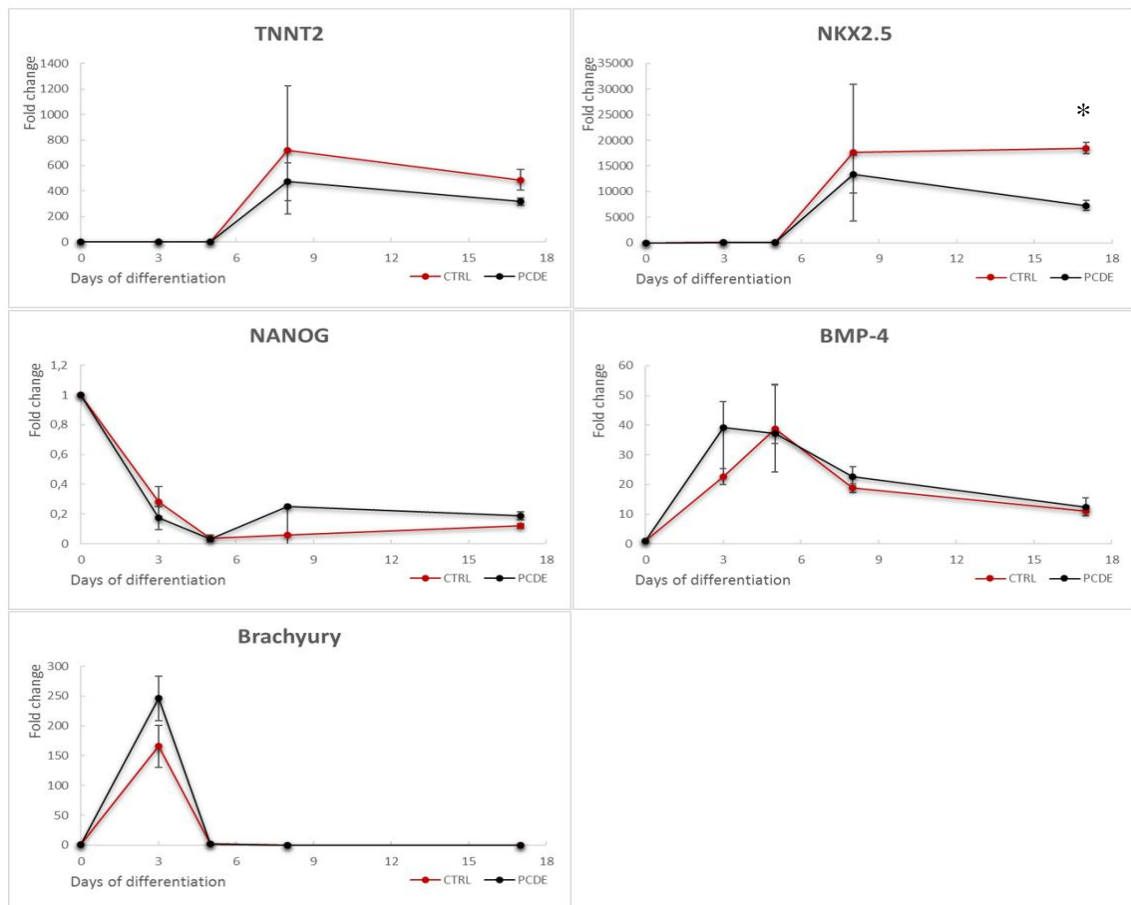 TNNT2
Fold change
1400
1200
1000
800
600
400
200
0
0 3 6 9 12 15 18
Days of differentiation
CTRL PCDE
NKX2.5
Fold change
35000
30000
25000
20000
15000
10000
5000
0
*
0 3 6 9 12 15 18
Days of differentiation
CTRL PCDE
NANOG
Fold change
1,2
1
0,8
0,6
0,4
0,2
0
0 3 6 9 12 15 18
Days of differentiation
CTRL PCDE
BMP-4
Fold change
60
50
40
30
20
10
0
0 3 6 9 12 15 18
Days of differentiation
CTRL PCDE
Brachyury
Fold change
300
250
200
150
100
50
0
0 3 6 9 12 15 18
Days of differentiation
CTRL PCDE